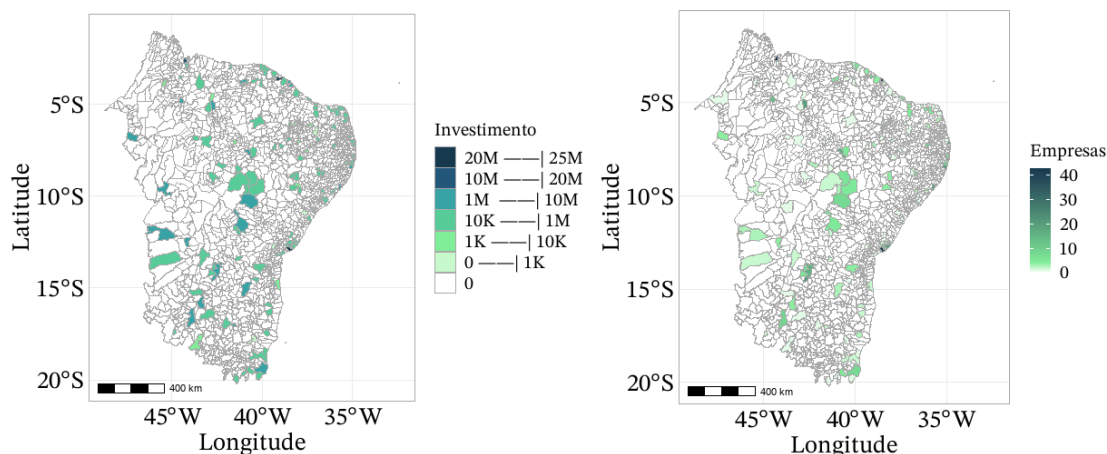 5°S
10°S
15°S
20°S
Latitude
400 km
45°W 40°W 35°W
Longitude
Investimento
20M ——| 25M
10M ——| 20M
1M ——| 10M
10K ——| 1M
1K ——| 10K
0 ——| 1K
0
5°S
10°S
15°S
20°S
Latitude
400 km
45°W 40°W 35°W
Longitude
Empresas
40
30
20
10
0